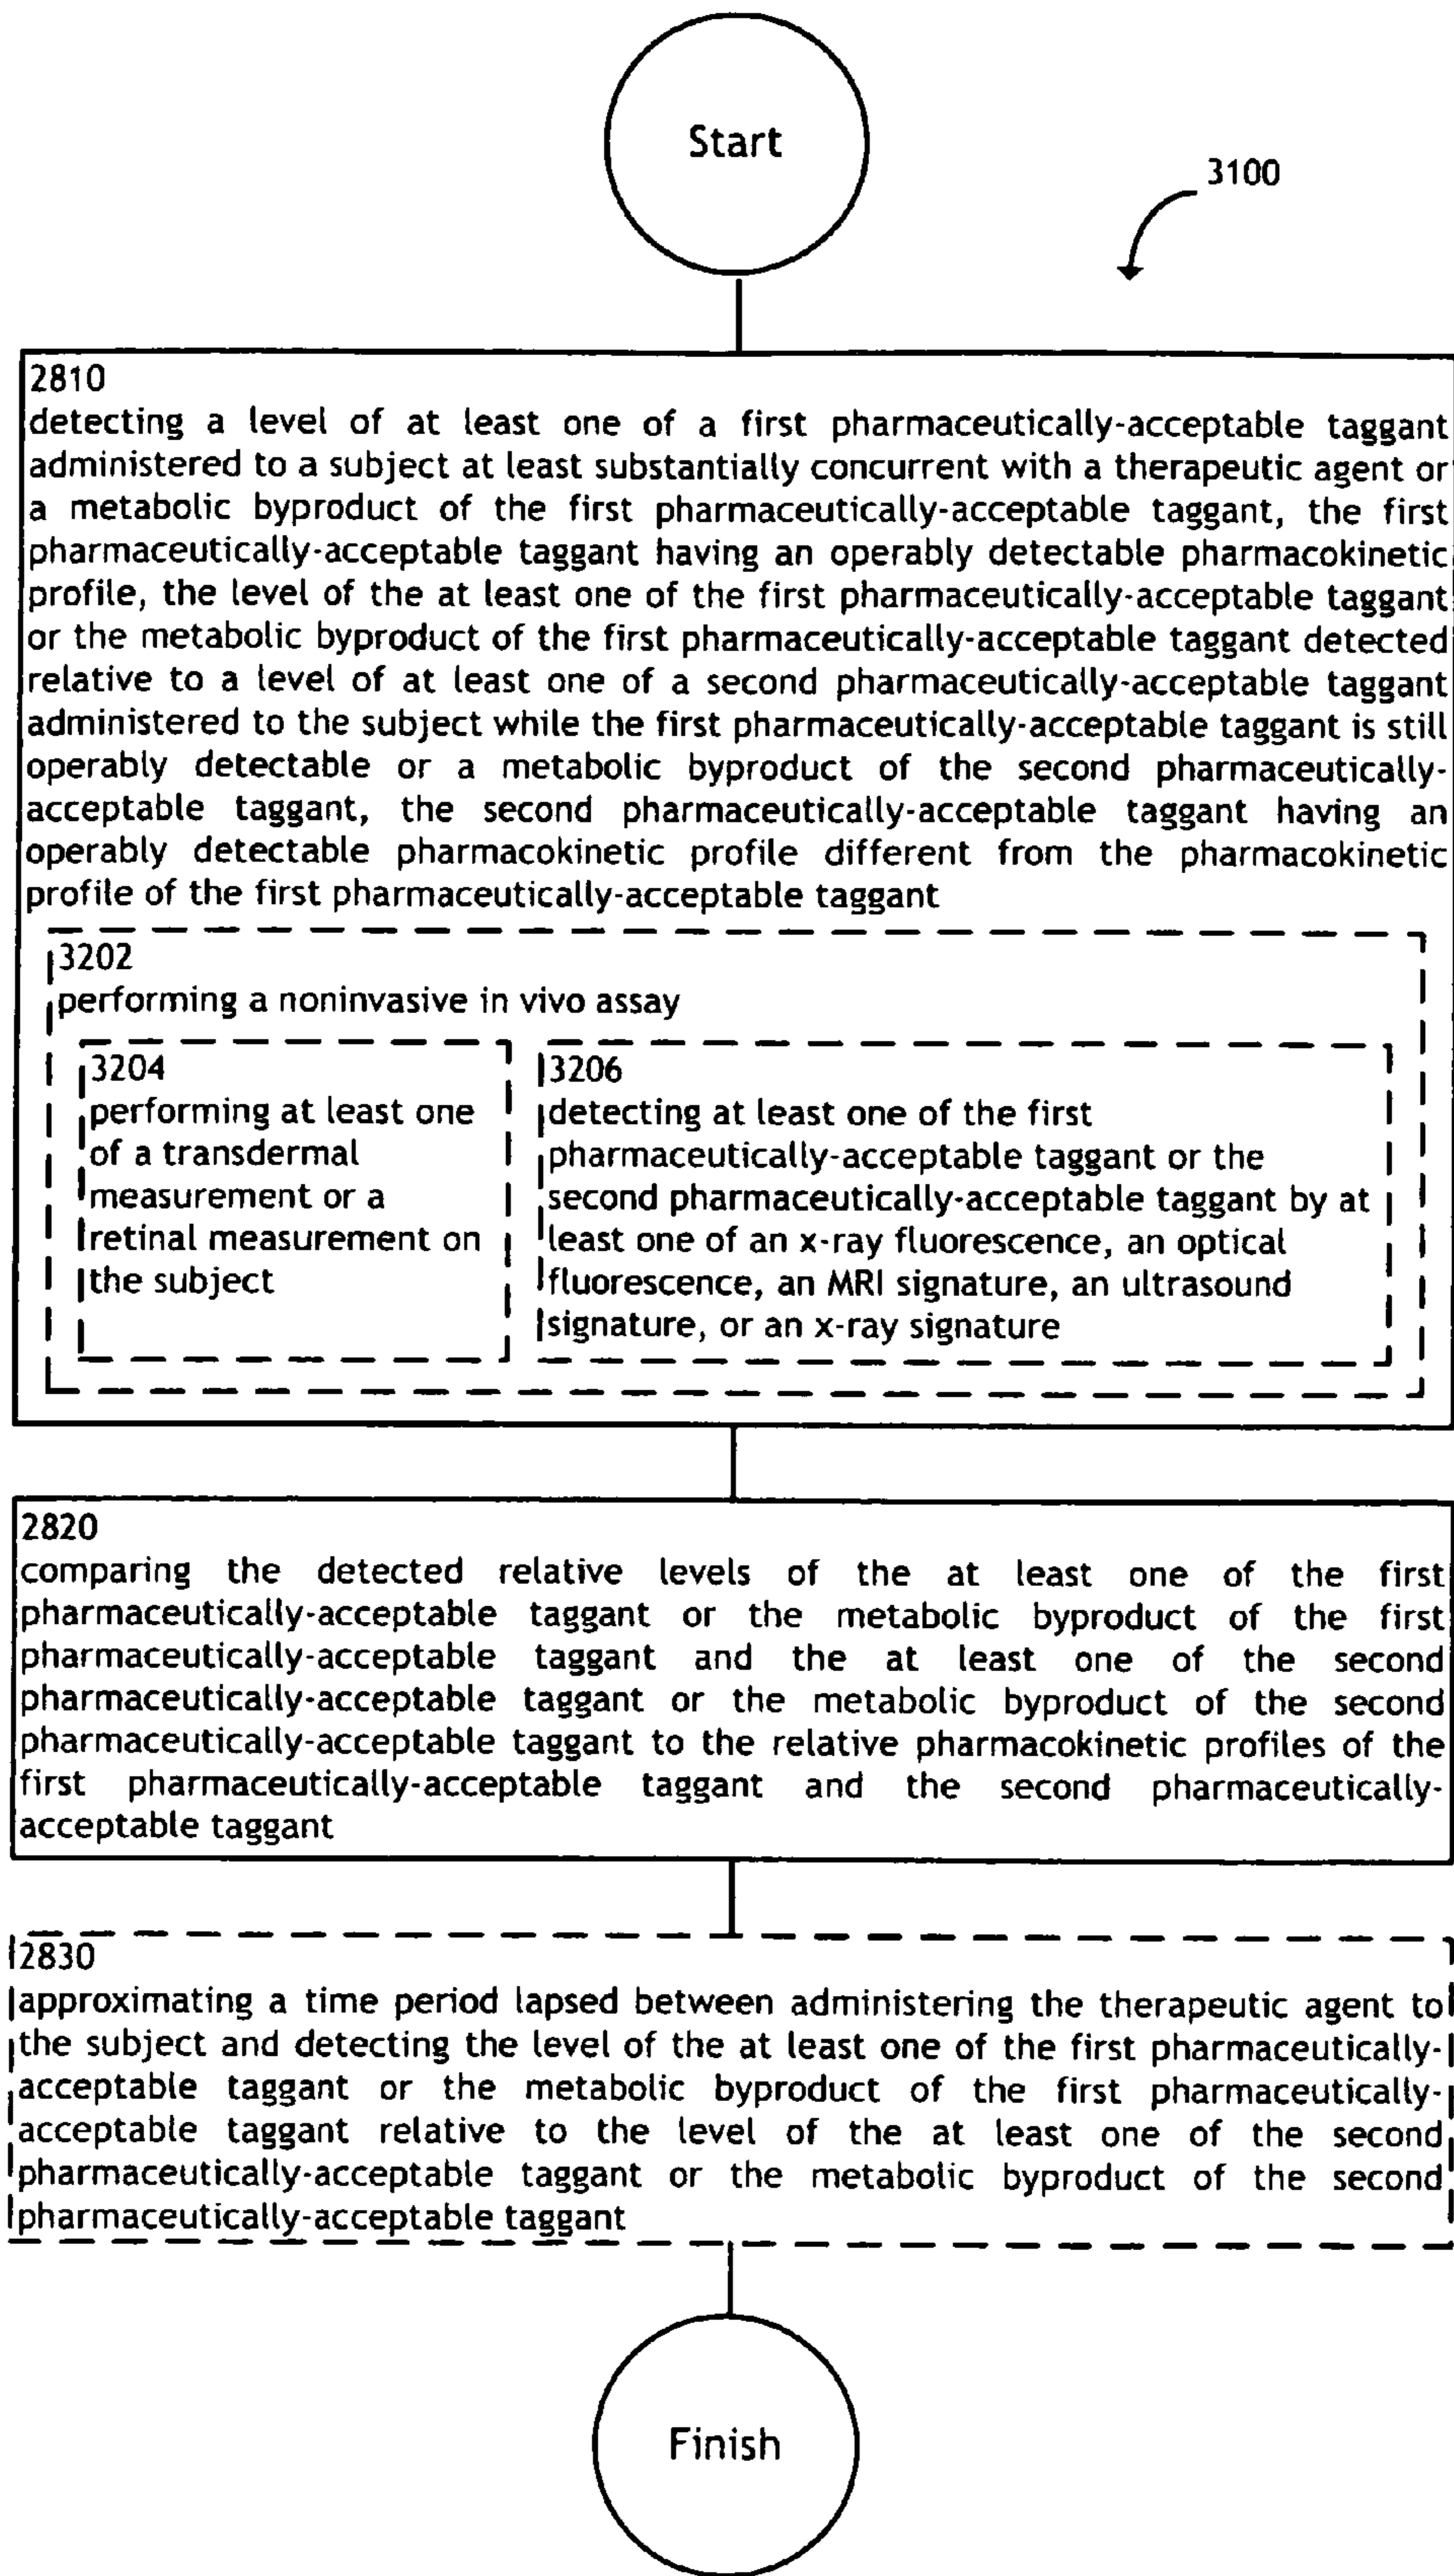 Start
3100
2810
detecting a level of at least one of a first pharmaceutically-acceptable taggant
administered to a subject at least substantially concurrent with a therapeutic agent or
a metabolic byproduct of the first pharmaceutically-acceptable taggant, the first
pharmaceutically-acceptable taggant having an operably detectable pharmacokinetic
profile, the level of the at least one of the first pharmaceutically-acceptable taggant
or the metabolic byproduct of the first pharmaceutically-acceptable taggant detected
relative to a level of at least one of a second pharmaceutically-acceptable taggant
administered to the subject while the first pharmaceutically-acceptable taggant is still
operably detectable or a metabolic byproduct of the second pharmaceutically-
acceptable taggant, the second pharmaceutically-acceptable taggant having an
operably detectable pharmacokinetic profile different from the pharmacokinetic
profile of the first pharmaceutically-acceptable taggant
3202
performing a noninvasive in vivo assay
3204
performing at least one
of a transdermal
measurement or a
retinal measurement on
the subject
3206
detecting at least one of the first
pharmaceutically-acceptable taggant or the
second pharmaceutically-acceptable taggant by at
least one of an x-ray fluorescence, an optical
fluorescence, an MRI signature, an ultrasound
signature, or an x-ray signature
2820
comparing the detected relative levels of the at least one of the first
pharmaceutically-acceptable taggant or the metabolic byproduct of the first
pharmaceutically-acceptable taggant and the at least one of the second
pharmaceutically-acceptable taggant or the metabolic byproduct of the second
pharmaceutically-acceptable taggant to the relative pharmacokinetic profiles of the
first pharmaceutically-acceptable taggant and the second pharmaceutically-
acceptable taggant
2830
approximating a time period lapsed between administering the therapeutic agent to
the subject and detecting the level of the at least one of the first pharmaceutically-
acceptable taggant or the metabolic byproduct of the first pharmaceutically-
acceptable taggant relative to the level of the at least one of the second
pharmaceutically-acceptable taggant or the metabolic byproduct of the second
pharmaceutically-acceptable taggant
Finish